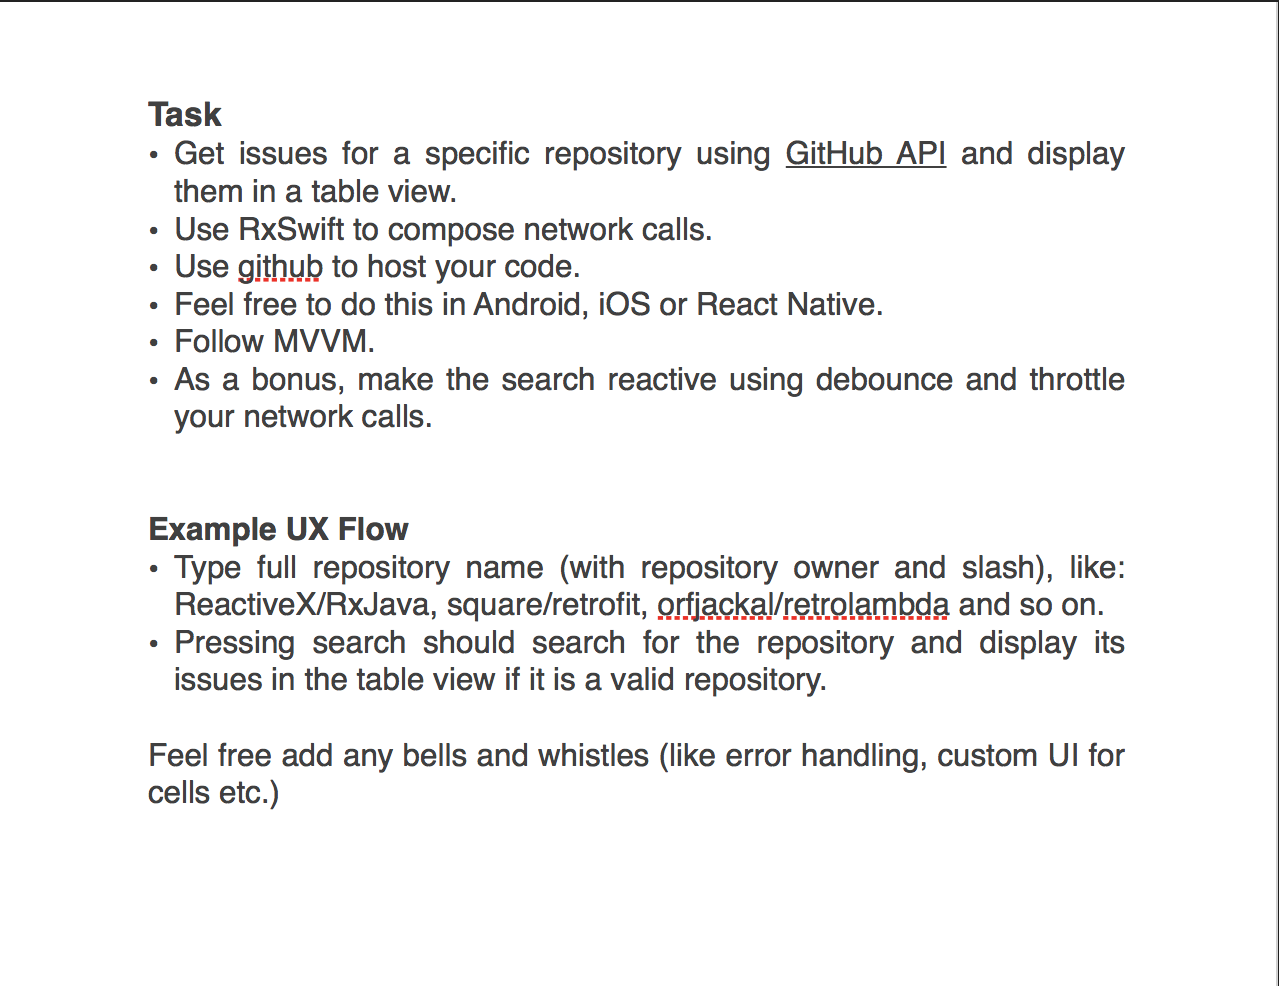 Task
• Get issues for a specific repository using GitHub API and display
them in a table view.
• Use RxSwift to compose network calls.
• Use github to host your code.
• Feel free to do this in Android, iOS or React Native.
• Follow MVVM.
• As a bonus, make the search reactive using debounce and throttle
your network calls.
Example UX Flow
• Type full repository name (with repository owner and slash), like:
ReactiveX/RxJava, square/retrofit, orfjackal/retrolambda and so on.
• Pressing search should search for the repository and display its
issues in the table view if it is a valid repository.
Feel free add any bells and whistles (like error handling, custom UI for
cells etc.)